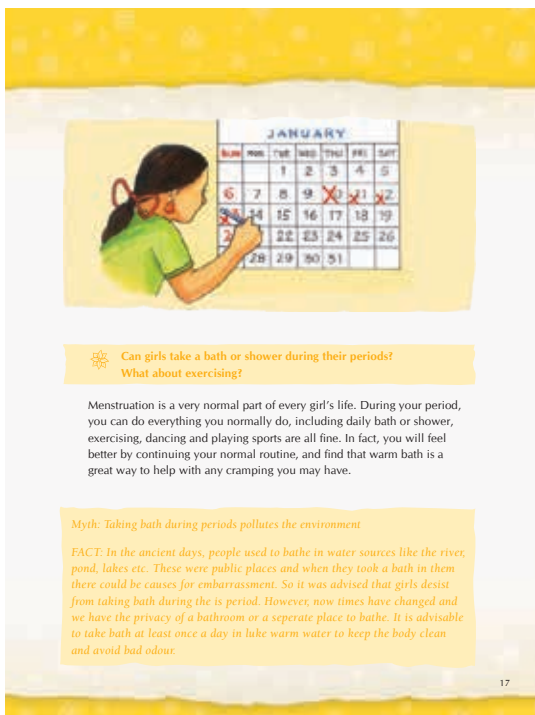 JANUARY
SUN MON TUE WED THU FRI SAT
1 2 3 4 5
6 7 8 9 10 11 12
13 14 15 16 17 18 19
22 23 24 25 26
28 29 30 31
Can girls take a bath or shower during their periods?
What about exercising?
Menstruation is a very normal part of every girl's life. During your period,
you can do everything you normally do, including daily bath or shower,
exercising, dancing and playing sports are all fine. In fact, you will feel
better by continuing your normal routine, and find that warm bath is a
great way to help with any cramping you may have.
Myth: Taking bath during periods pollutes the environment
FACT: In the ancient days, people used to bathe in water sources like the river,
pond, lakes etc. These were public places and when they took a bath in them
there could be causes for embarrassment. So it was advised that girls desist
from taking bath during the is period. However, now times have changed and
we have the privacy of a bathroom or a seperate place to bathe. It is advisable
to take bath at least once a day in luke warm water to keep the body clean
and avoid bad odour.
17